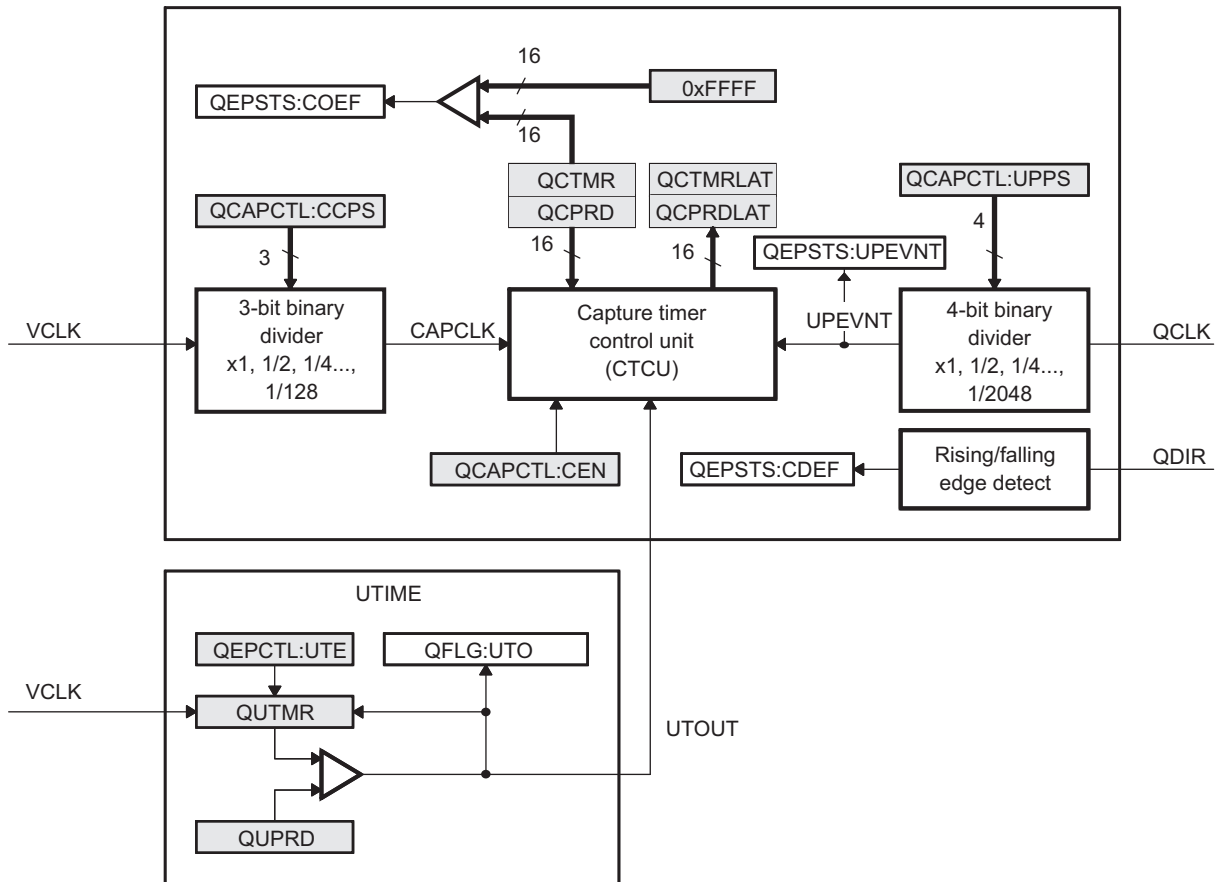 16
0xFFFF
QEPSTS:COEF
16
QCTMR
QCTMRLAT
QCAPCTL:UPPS
QCAPCTL:CCPS
QCPRD
QCPRDLAT
3
16
16
4
QEPSTS:UPEVNT
VCLK
3-bit binary
divider
x1, 1/2, 1/4...,
1/128
CAPCLK
Capture timer
control unit
(CTCU)
UPEVNT
4-bit binary
divider
x1, 1/2, 1/4...,
1/2048
QCLK
QCAPCTL:CEN
QEPSTS:CDEF
Rising/falling
edge detect
QDIR
UTIME
QEPCTL:UTE
QFLG:UTO
VCLK
QUTMR
UTOUT
QUPRD